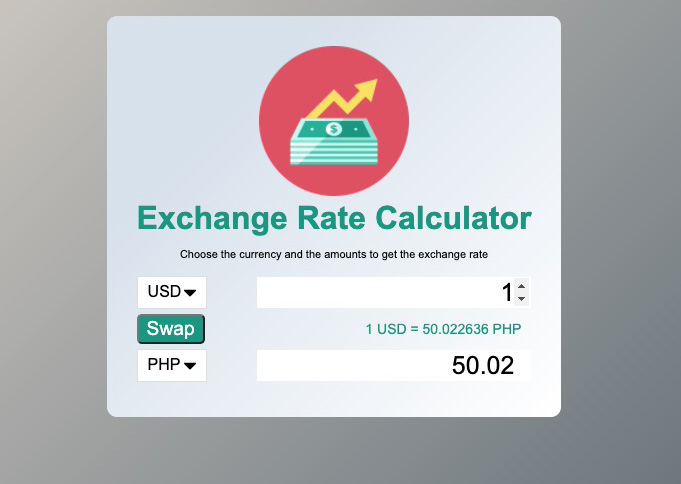 $
Exchange Rate Calculator
Choose the currency and the amounts to get the exchange rate
USD 1
Swap 1 USD = 50.022636 PHP
PHP 50.02